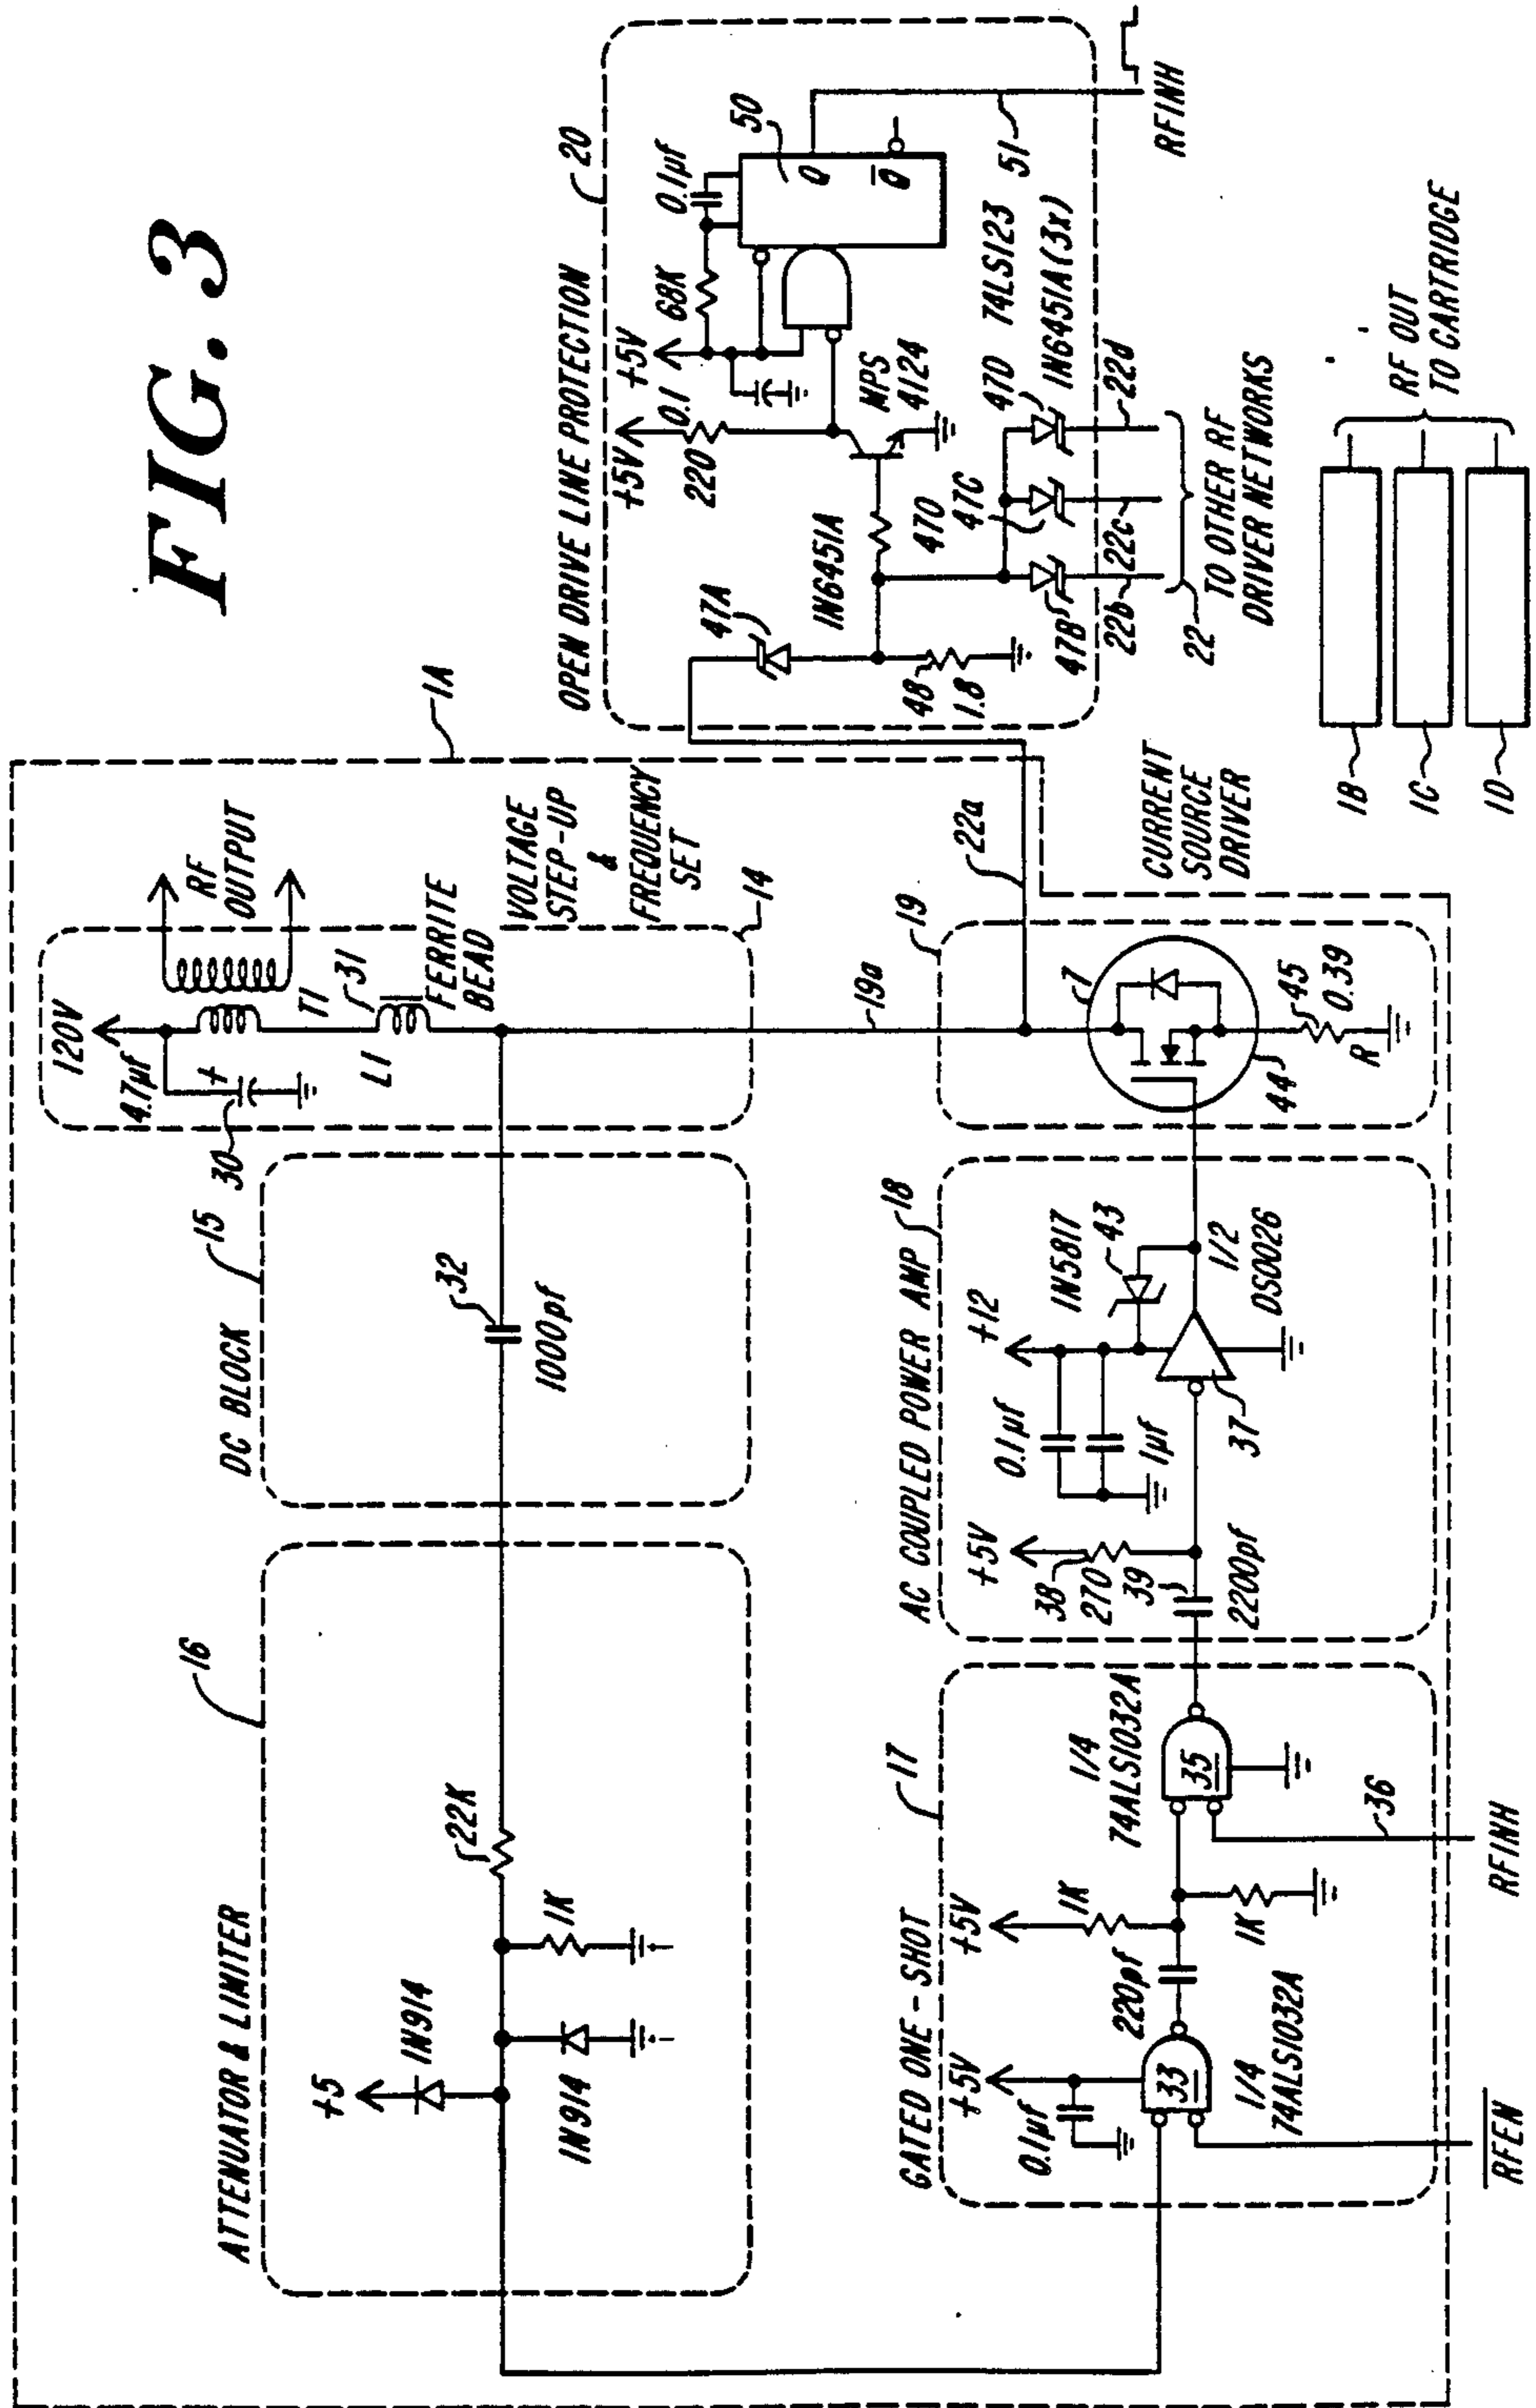 FIG. 3
1A
120V
4.7µf
+
30
T1
RF
OUTPUT
L1
31
FERRITE
BEAD
VOLTAGE
STEP-UP
&
FREQUENCY
SET
14
DC BLOCK
15
32
1000pf
ATTENUATOR & LIMITER
16
22K
1K
+5
1N914
1N914
GATED ONE-SHOT
17
+5V
0.1µf
33
1/4
74ALS1032A
220pf
+5V
1K
1K
1/4
74ALS1032A
35
36
RFEN
RFINH
AC COUPLED POWER AMP
18
+5V
38
270
39
2200pf
0.1µf
1µf
+12
1N5817
43
37
1/2
DS0026
19a
19
7
44
45
0.39
R
CURRENT
SOURCE
DRIVER
22a
OPEN DRIVE LINE PROTECTION
20
47A
1N6451A
48
1.8
470
+5V
220
0.1
+5V
68K
0.1µf
50
Q
Q
MPS
4124
74LS123
51
47B
47C
47D
1N6451A(3x)
22b
22c
22d
22
TO OTHER RF
DRIVER NETWORKS
RFINH
1B
1C
1D
RF OUT
TO CARTRIDGE